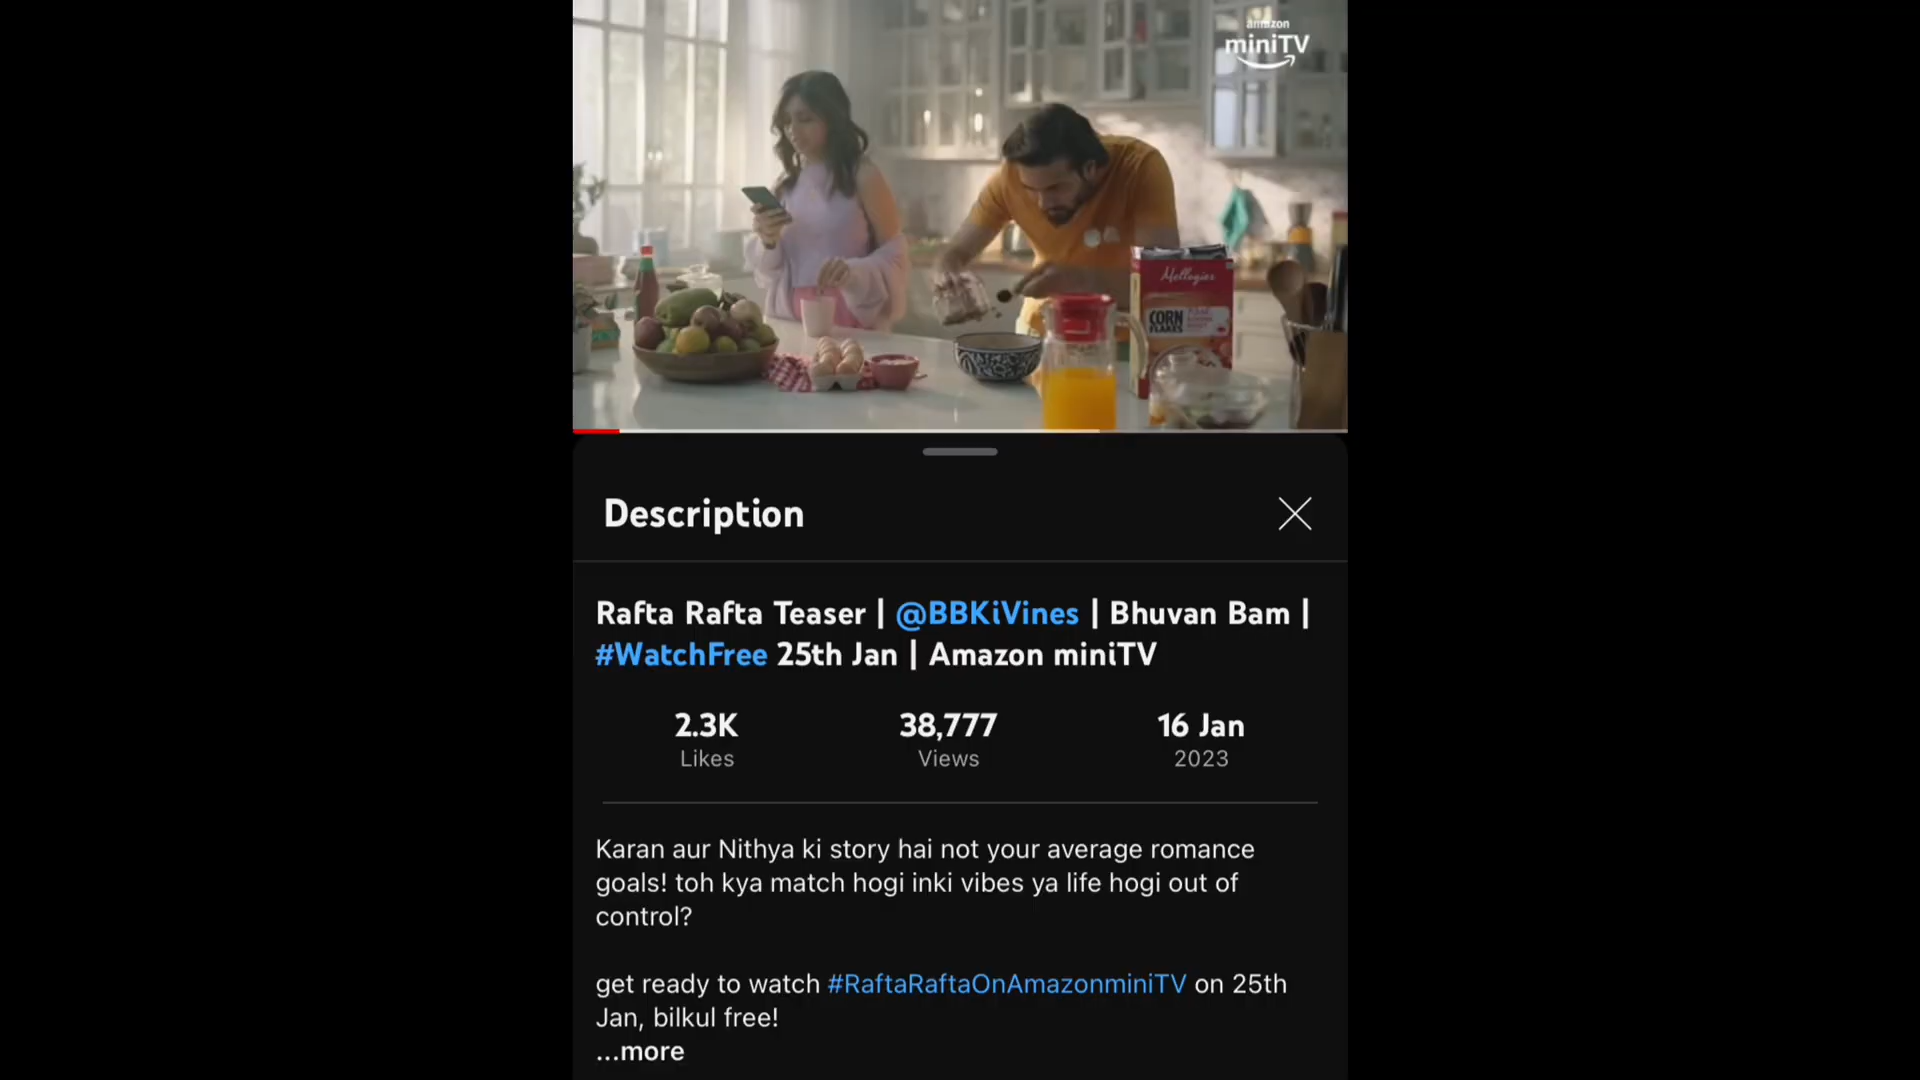 amazon
miniTV
Mellogies
CORN
FLAKES
Description
Rafta Rafta Teaser | @BBKiVines | Bhuvan Bam |
#WatchFree 25th Jan | Amazon miniTV
2.3K
Likes
38,777
Views
16 Jan
2023
Karan aur Nithya ki story hai not your average romance
goals! toh kya match hogi inki vibes ya life hogi out of
control?
get ready to watch #RaftaRaftaOnAmazonminiTV on 25th
Jan, bilkul free!
...more